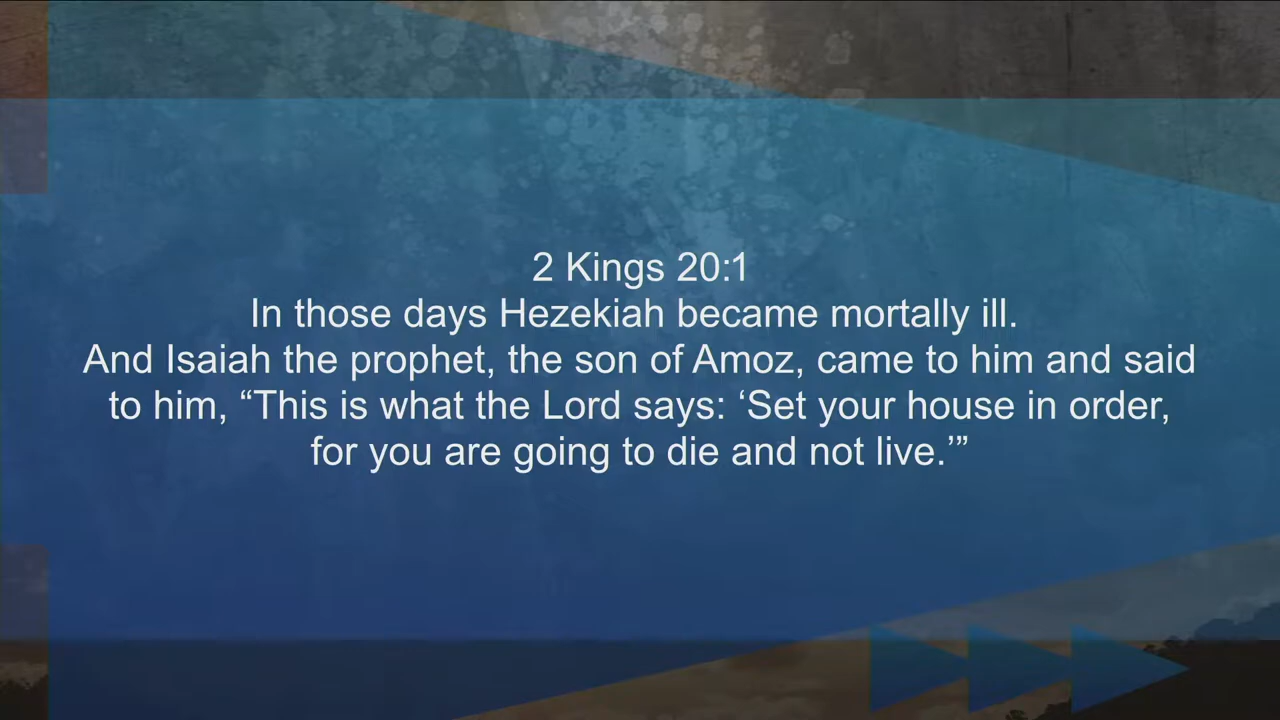 2 Kings 20:1
In those days Hezekiah became mortally ill.
And Isaiah the prophet, the son of Amoz, came to him and said
to him, “This is what the Lord says: ‘Set your house in order,
for you are going to die and not live.’”